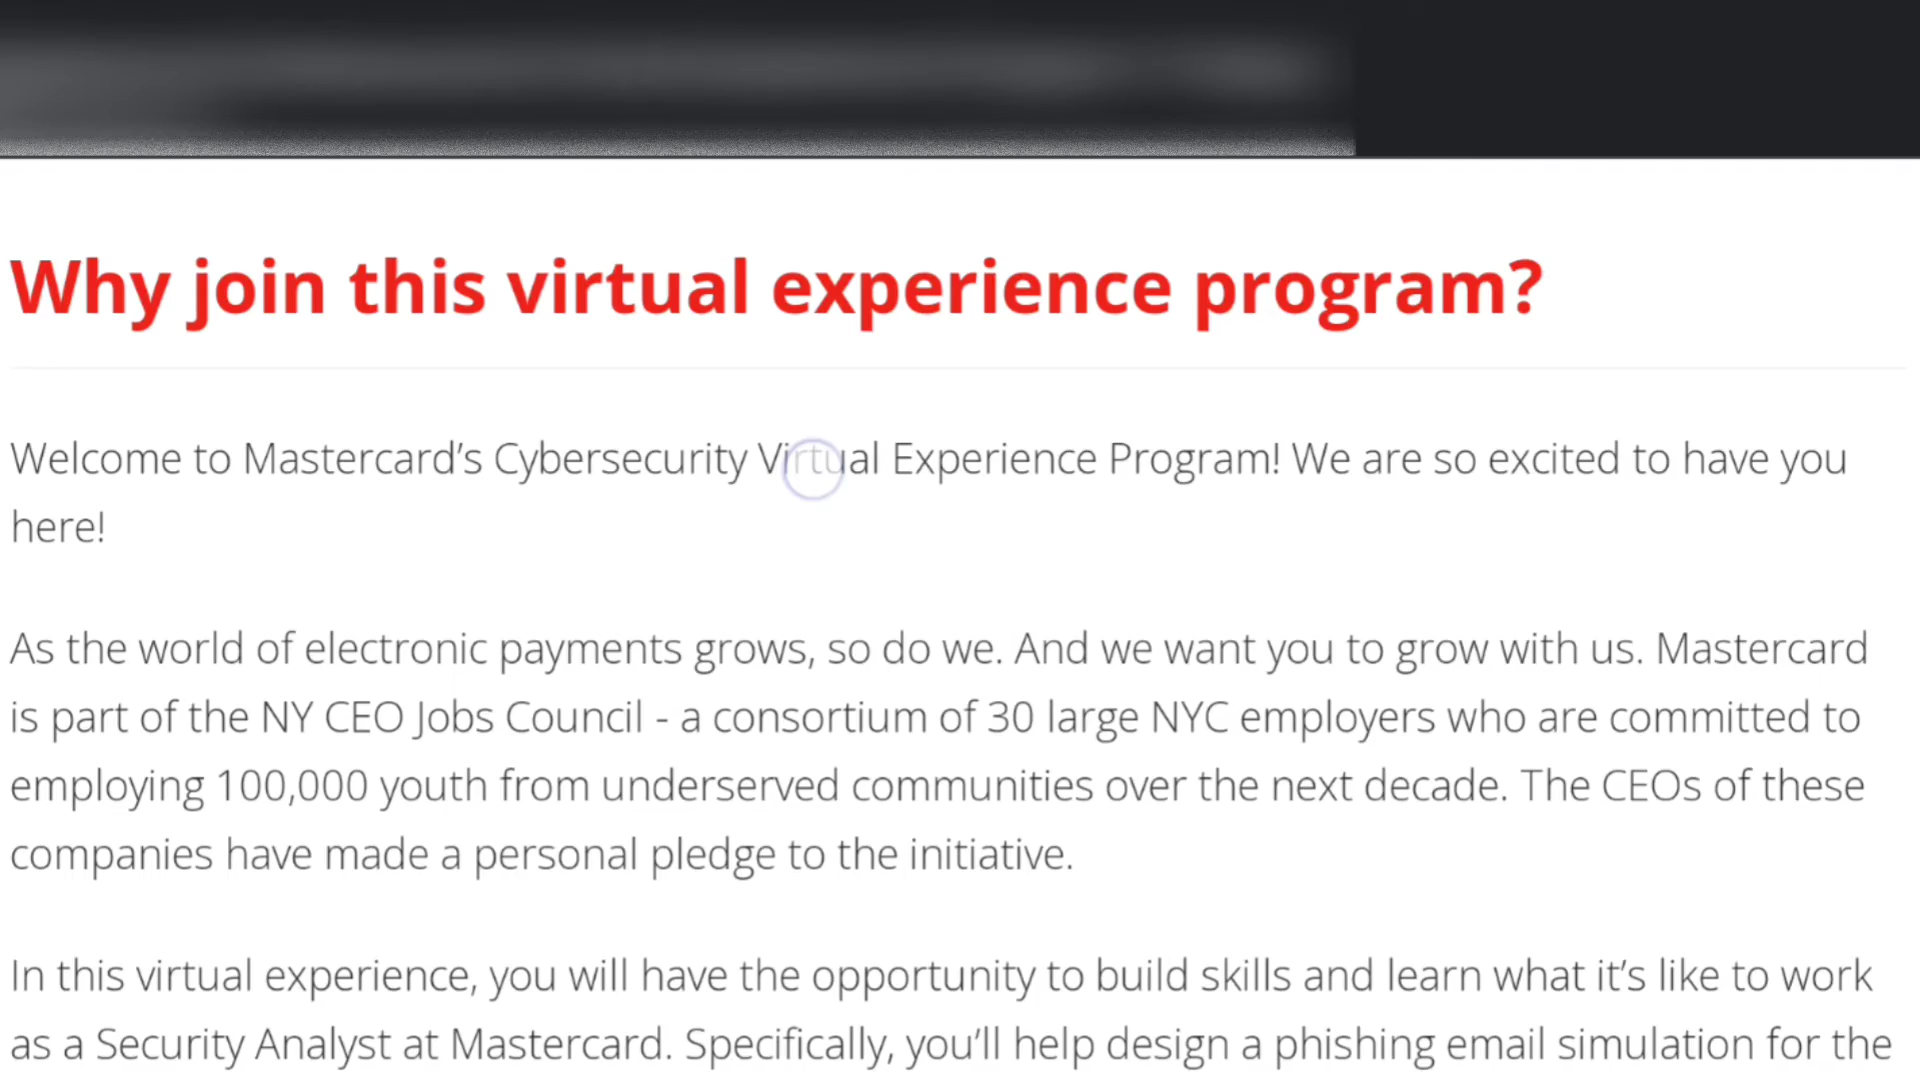 Why join this virtual experience program?
Welcome to Mastercard’s Cybersecurity Virtual Experience Program! We are so excited to have you
here!
As the world of electronic payments grows, so do we. And we want you to grow with us. Mastercard
is part of the NY CEO Jobs Council - a consortium of 30 large NYC employers who are committed to
employing 100,000 youth from underserved communities over the next decade. The CEOs of these
companies have made a personal pledge to the initiative.
In this virtual experience, you will have the opportunity to build skills and learn what it’s like to work
as a Security Analyst at Mastercard. Specifically, you’ll help design a phishing email simulation for the